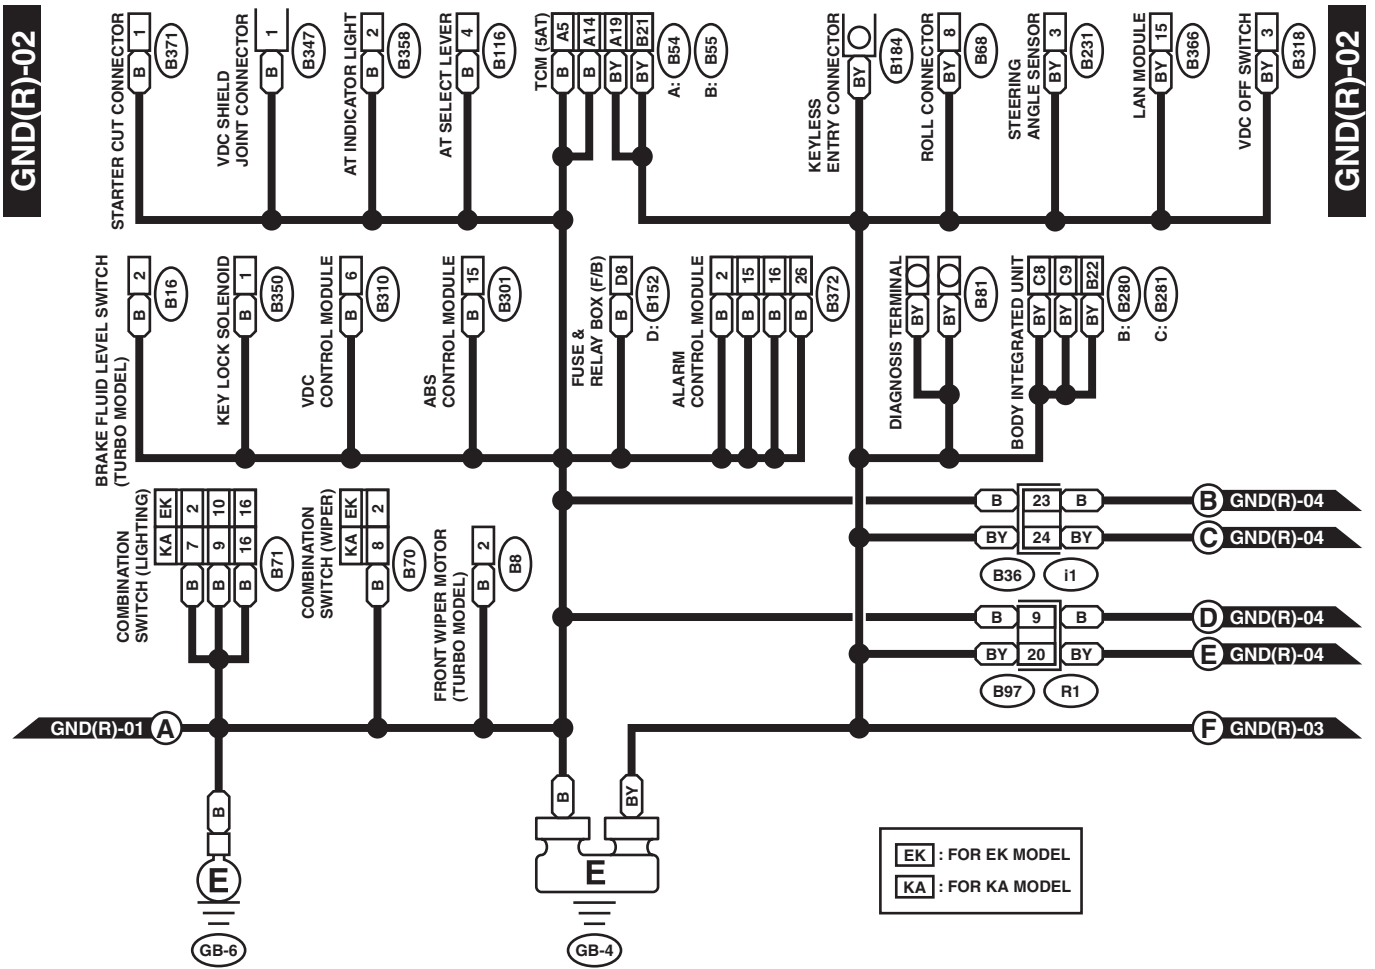 GND(R)-02
GND(R)-02
STARTER CUT CONNECTOR
1
B
B371
VDC SHIELD
JOINT CONNECTOR
1
B
B347
AT INDICATOR LIGHT
2
B
B358
AT SELECT LEVER
4
B
B116
TCM (5AT)
A5
A14
A19
B21
B
B
BY
BY
A: B54
B: B55
KEYLESS
ENTRY CONNECTOR
BY
B184
ROLL CONNECTOR
8
BY
B68
STEERING
ANGLE SENSOR
3
BY
B231
LAN MODULE
15
BY
B366
VDC OFF SWITCH
3
BY
B318
BRAKE FLUID LEVEL SWITCH
(TURBO MODEL)
2
B
B16
KEY LOCK SOLENOID
1
B
B350
VDC
CONTROL MODULE
6
B
B310
ABS
CONTROL MODULE
15
B
B301
FUSE &
RELAY BOX (F/B)
D8
B
D: B152
ALARM
CONTROL MODULE
2
15
16
26
B
B
B
B
B372
DIAGNOSIS TERMINAL
BY
BY
B81
BODY INTEGRATED UNIT
C8
C9
B22
BY
BY
BY
B: B280
C: B281
COMBINATION
SWITCH (LIGHTING)
EK
2
10
16
KA
7
9
16
B
B
B
B71
COMBINATION
SWITCH (WIPER)
EK
2
KA
8
B
B70
FRONT WIPER MOTOR
(TURBO MODEL)
2
B
B8
B
23
B
B
GND(R)-04
BY
24
BY
C
GND(R)-04
B36
i1
B
9
B
D
GND(R)-04
BY
20
BY
E
GND(R)-04
B97
R1
GND(R)-01
A
F
GND(R)-03
B
B
BY
E
E
GB-6
GB-4
EK : FOR EK MODEL
KA : FOR KA MODEL